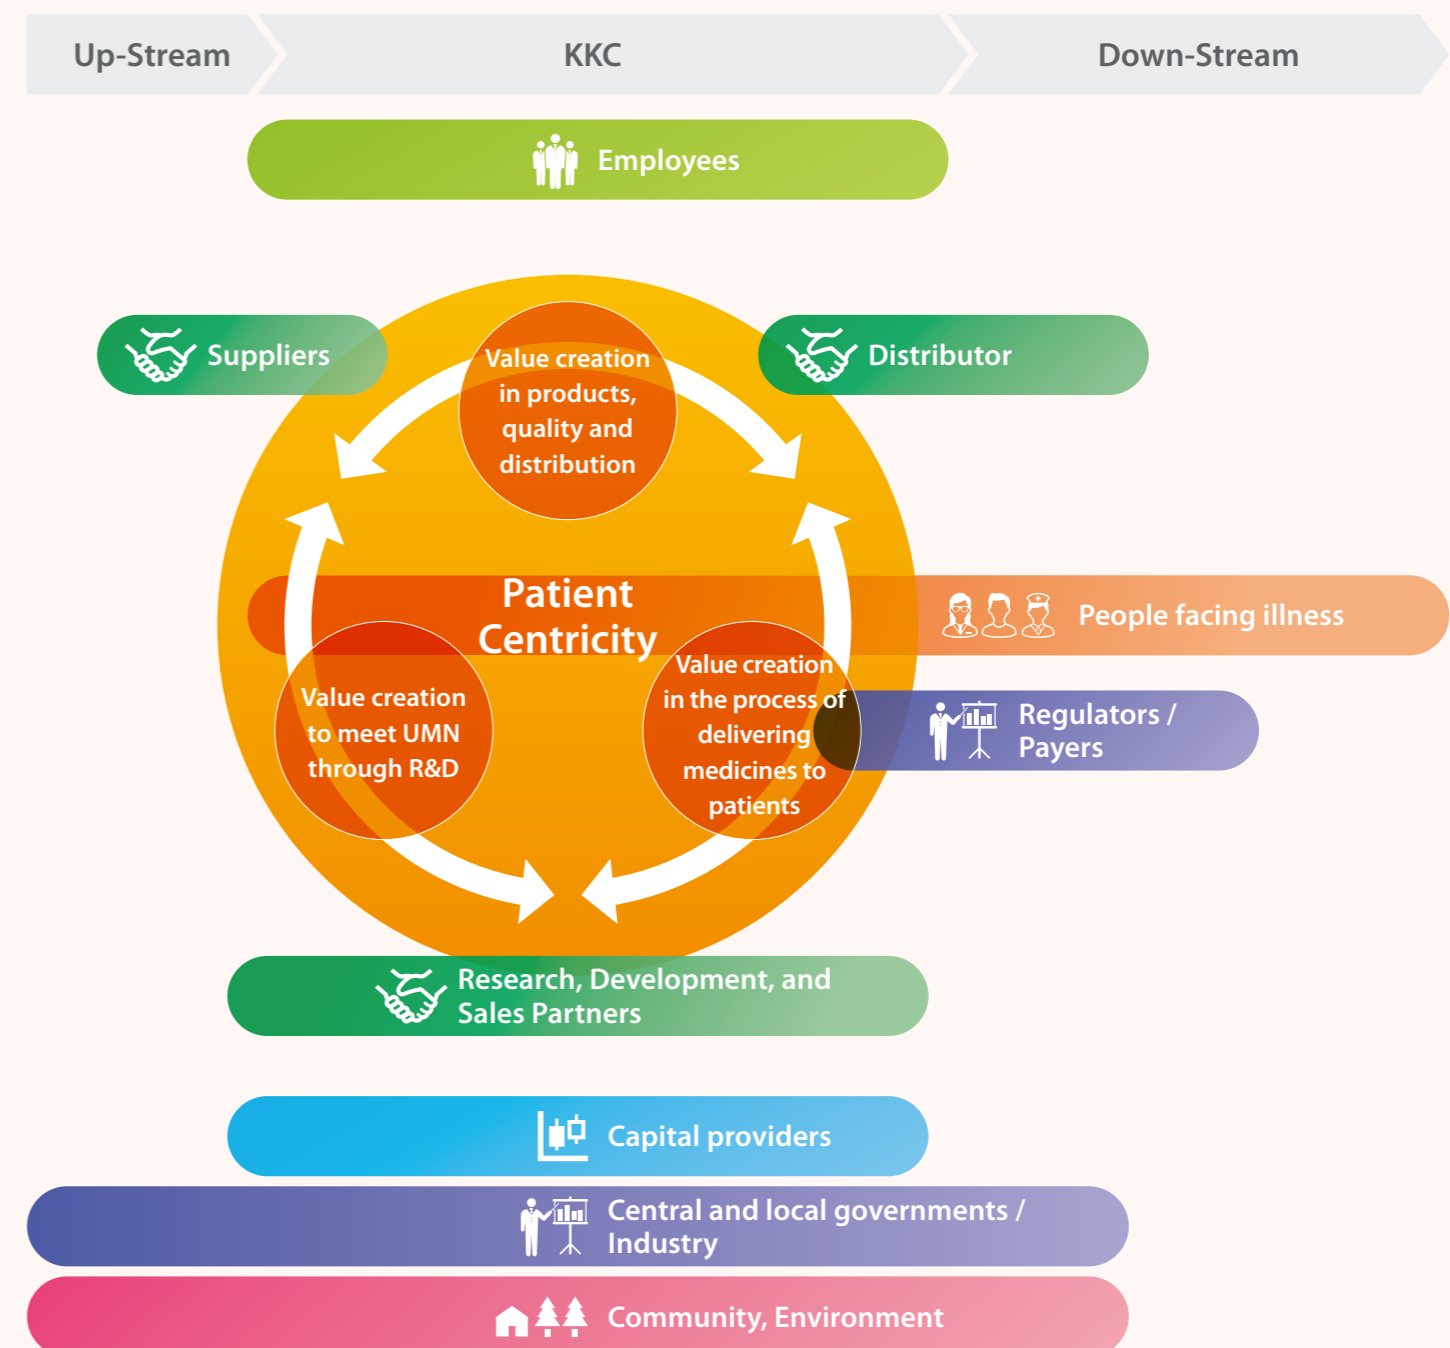 Up-Stream
KKC
Down-Stream
Employees
Suppliers
Value creation
in products,
quality and
distribution
Distributor
Patient
Centricity
People facing illness
Value creation
to meet UMN
through R&D
Value creation
in the process of
delivering
medicines to
patients
Regulators /
Payers
Research, Development, and
Sales Partners
Capital providers
Central and local governments /
Industry
Community, Environment